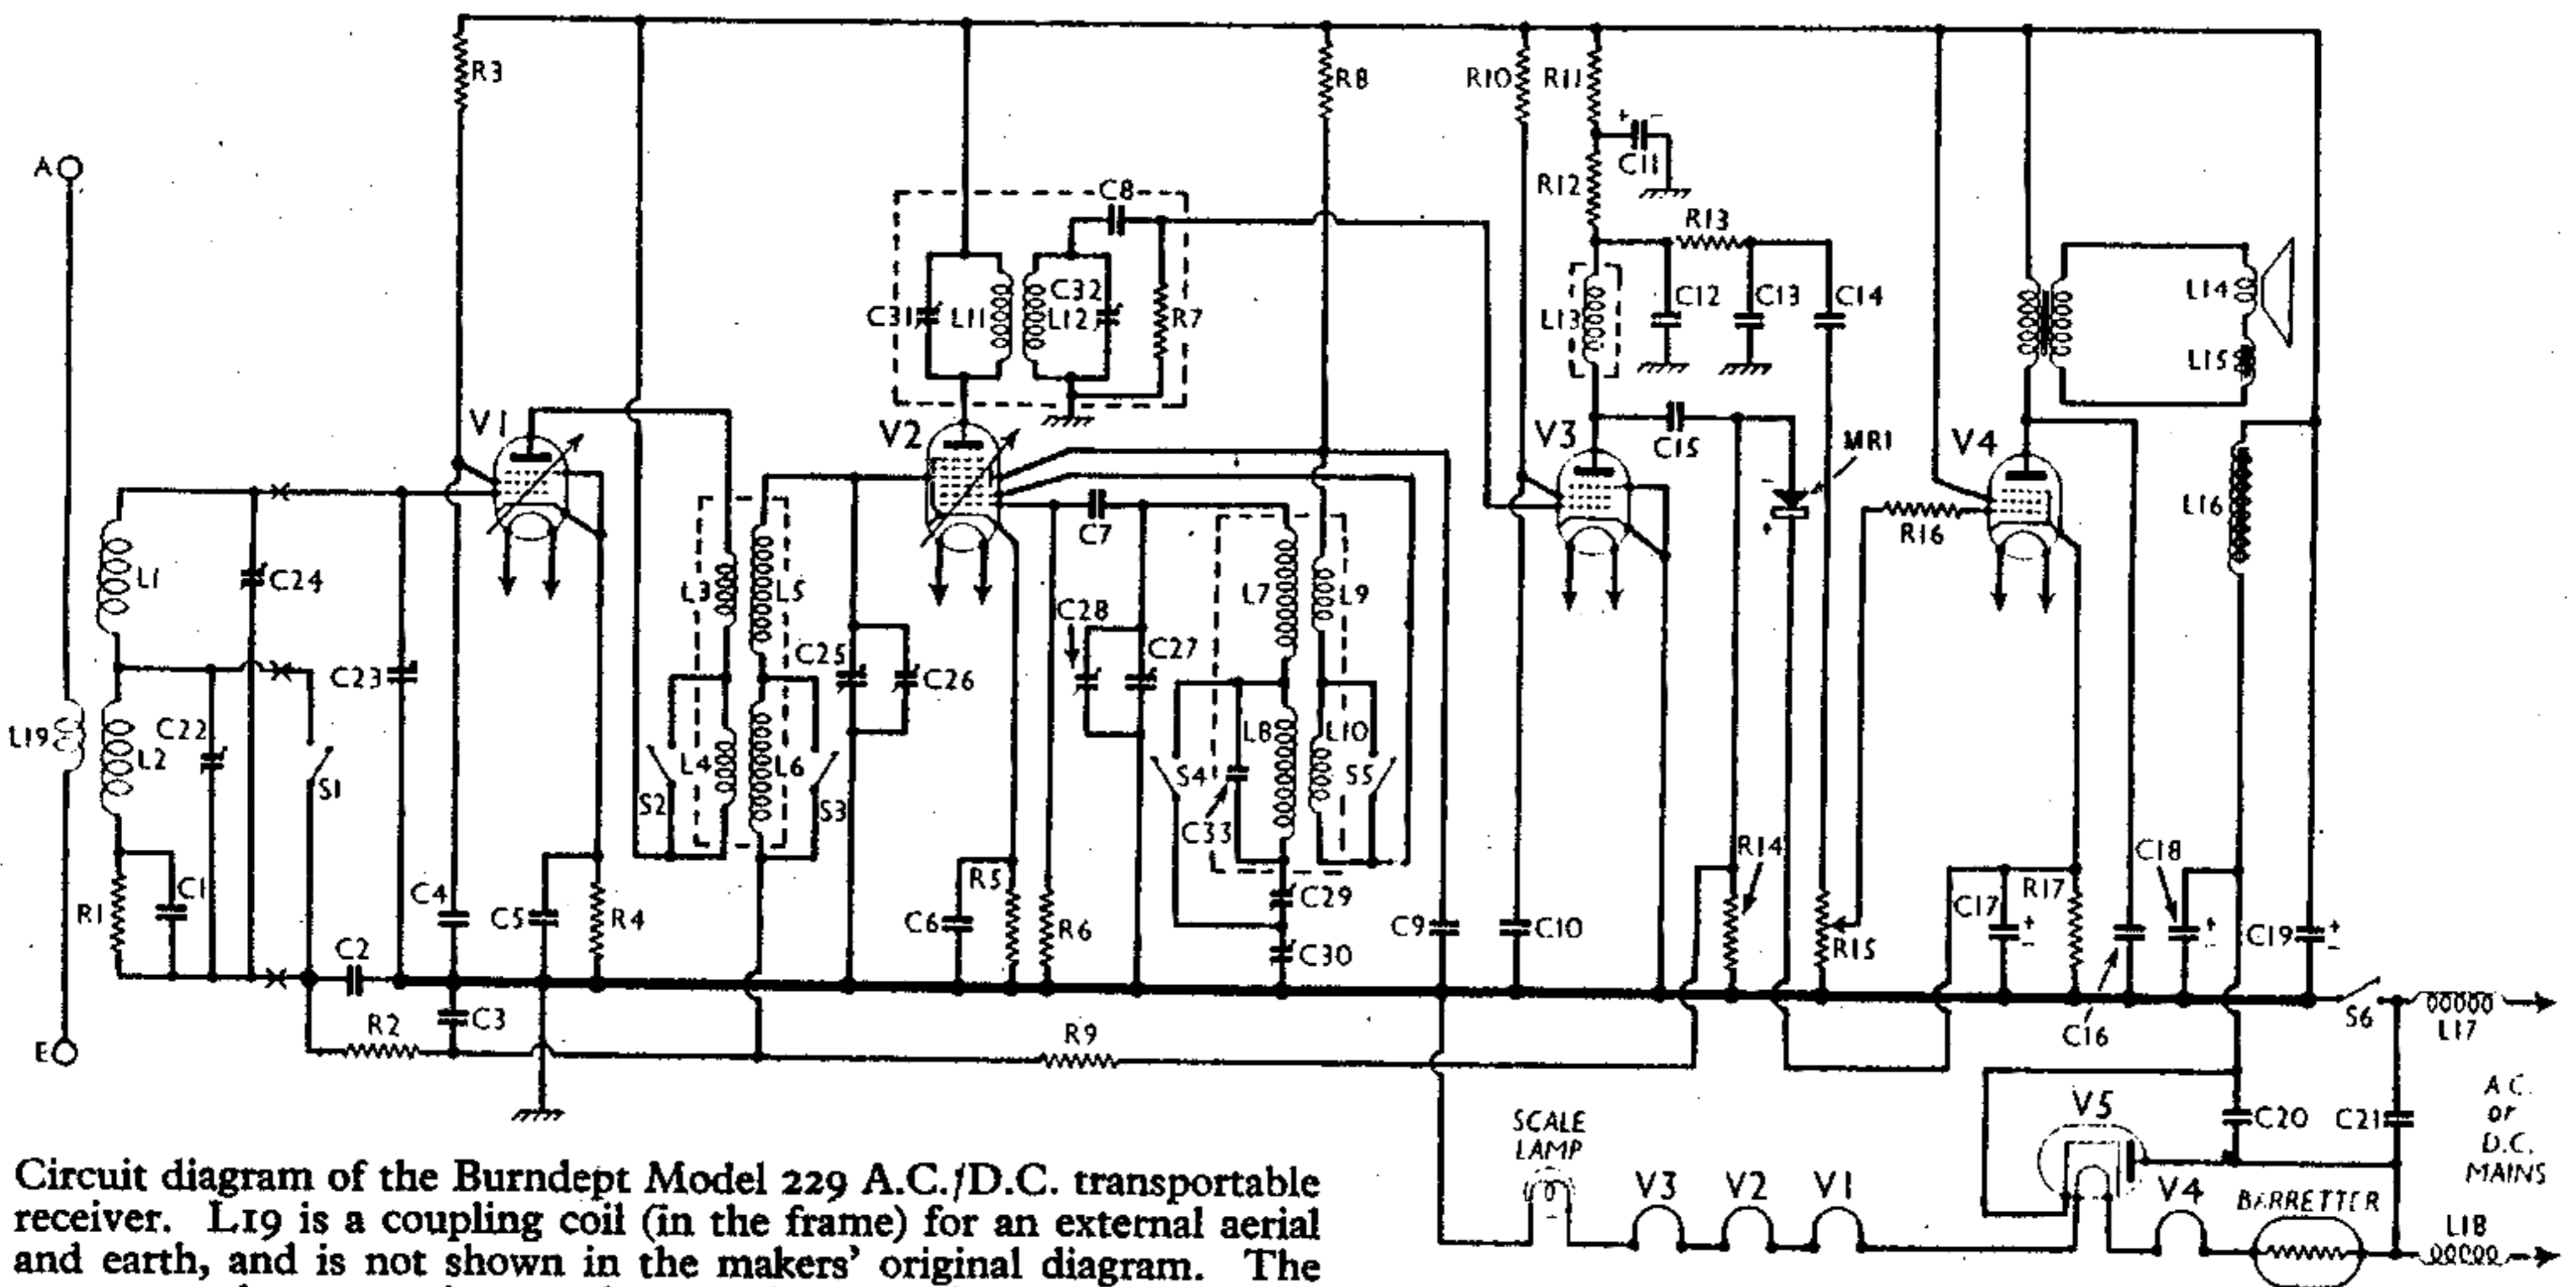 R3
R8
R10
R11
+ -
C11
A
R12
C8
R13
C31
L11
C32
L12
R7
L13
C12
C13
C14
L14
L15
V1
V2
V3
C15
MR1
V4
-
+
L1
C24
L3
L5
C7
R16
L16
C28
L7
L9
C23
C25
C26
C27
L19
L2
C22
S1
S2
L4
L6
S3
S4
L8
L10
S5
C33
R14
C18
R1
C1
C4
C5
R4
C6
R5
R6
C29
C9
C10
R15
C17
+
-
R17
+
-
C19
+
-
C2
C30
E
R2
C3
R9
C16
S6
L17
SCALE
LAMP
V5
C20
C21
A.C.
or
D.C.
MAINS
V3
V2
V1
V4
BARRETTER
L18
Circuit diagram of the Burndept Model 229 A.C./D.C. transportable
receiver. L19 is a coupling coil (in the frame) for an external aerial
and earth, and is not shown in the makers' original diagram. The